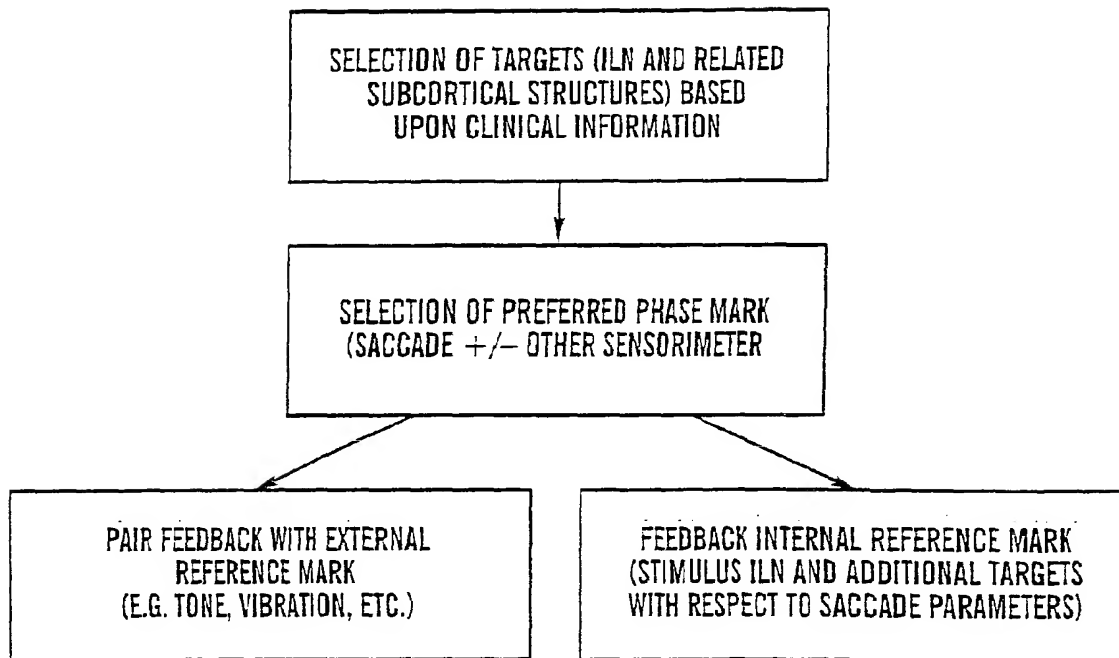 SELECTION OF TARGETS (ILN AND RELATED
SUBCORTICAL STRUCTURES) BASED
UPON CLINICAL INFORMATION
SELECTION OF PREFERRED PHASE MARK
(SACCADE +/− OTHER SENSORIMETER
PAIR FEEDBACK WITH EXTERNAL
REFERENCE MARK
(E.G. TONE, VIBRATION, ETC.)
FEEDBACK INTERNAL REFERENCE MARK
(STIMULUS ILN AND ADDITIONAL TARGETS
WITH RESPECT TO SACCADE PARAMETERS)